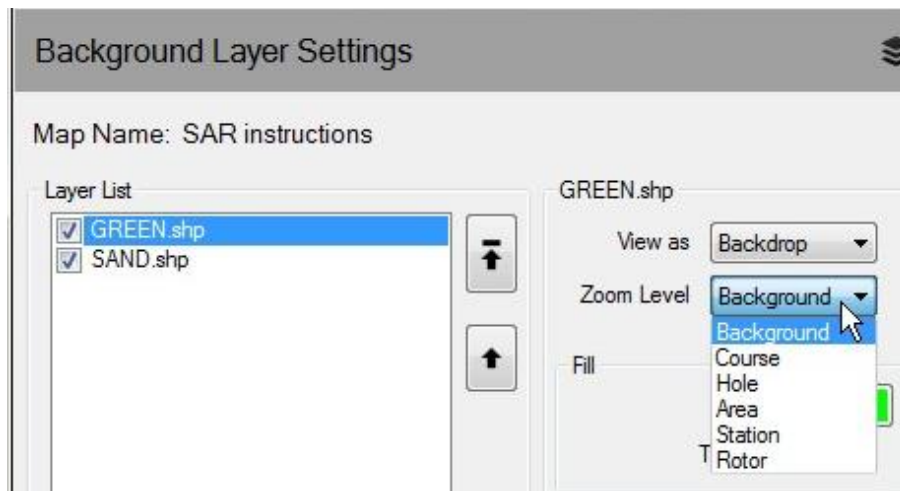 Background Layer Settings
Map Name: SAR instructions
Layer List
GREEN.shp
SAND.shp
GREEN.shp
View as Backdrop
Zoom Level Background
Background
Course
Hole
Area
Station
Rotor
Fill
T